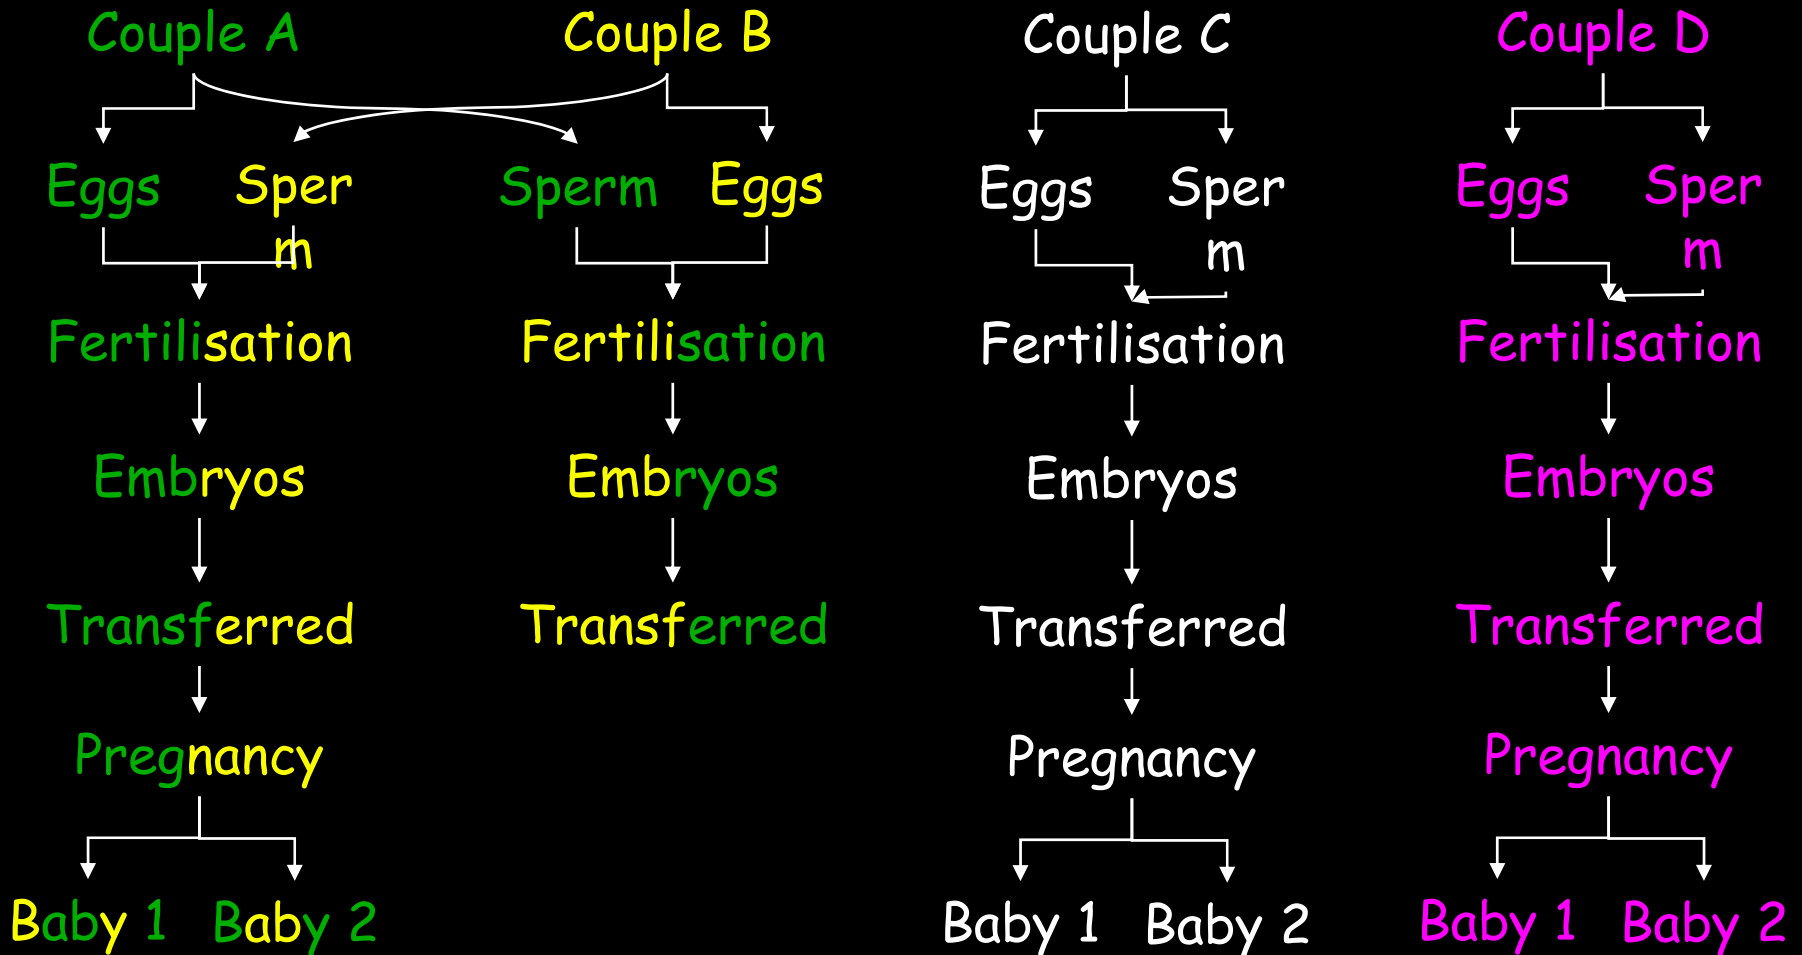 Couple A Couple B Couple C Couple D
Eggs Sper
m Sperm Eggs Eggs Sper
m Eggs Sper
m
Fertilisation Fertilisation Fertilisation Fertilisation
Embryos Embryos Embryos Embryos
Transferred Transferred Transferred Transferred
Pregnancy Pregnancy Pregnancy
Baby 1 Baby 2 Baby 1 Baby 2 Baby 1 Baby 2